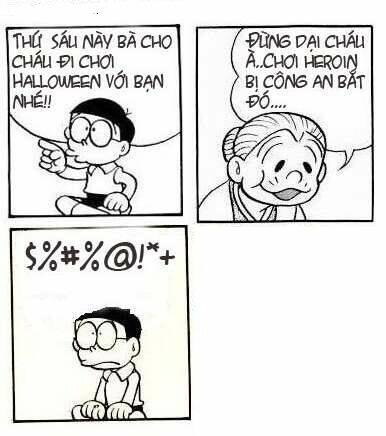 THỨ SÁU NÀY BÀ CHO
CHÁU ĐI CHƠI
HALLOWEEN VỚI BẠN
NHÉ!!
ĐỪNG DẠI CHÁU
À..CHƠI HEROIN
BỊ CÔNG AN BẮT
ĐÓ....
$%#%@!*+